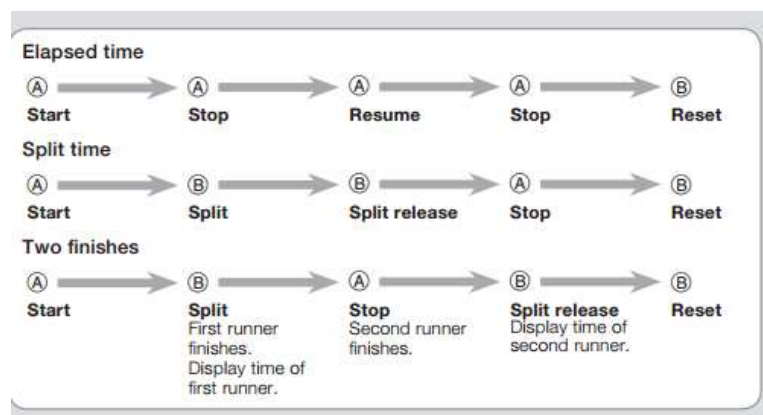 Elapsed time
Ⓐ Ⓐ Ⓐ Ⓐ Ⓑ
Start Stop Resume Stop Reset
Split time
Ⓐ Ⓑ Ⓑ Ⓐ Ⓑ
Start Split Split release Stop Reset
Two finishes
Ⓐ Ⓑ Ⓐ Ⓑ Ⓑ
Start Split Stop Split release Reset
First runner Second runner Display time of
finishes. finishes. second runner.
Display time of
first runner.